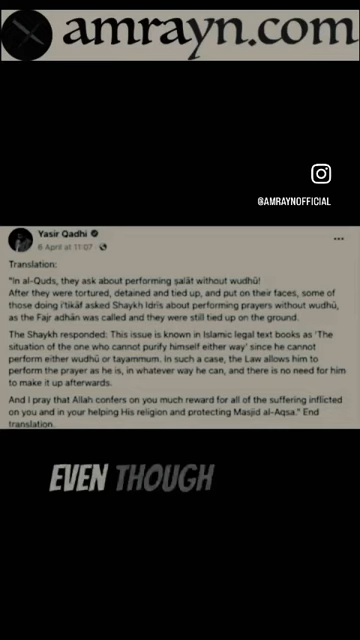 amrayn.com
@AMRAYNOFFICIAL
Yasir Qadhi
6 April at 11:07 ·
Translation:
"In al-Quds, they ask about performing ṣalāt without wudhū!
After they were tortured, detained and tied up, and put on their faces, some of
those doing i'tikāf asked Shaykh Idrīs about performing prayers without wudhū,
as the Fajr adhān was called and they were still tied up on the ground.
The Shaykh responded: This issue is known in Islamic legal text books as 'The
situation of the one who cannot purify himself either way' since he cannot
perform either wudhū or tayammum. In such a case, the Law allows him to
perform the prayer as he is, in whatever way he can, and there is no need for him
to make it up afterwards.
And I pray that Allah confers on you much reward for all of the suffering inflicted
on you and in your helping His religion and protecting Masjid al-Aqsa." End
translation.
EVEN THOUGH